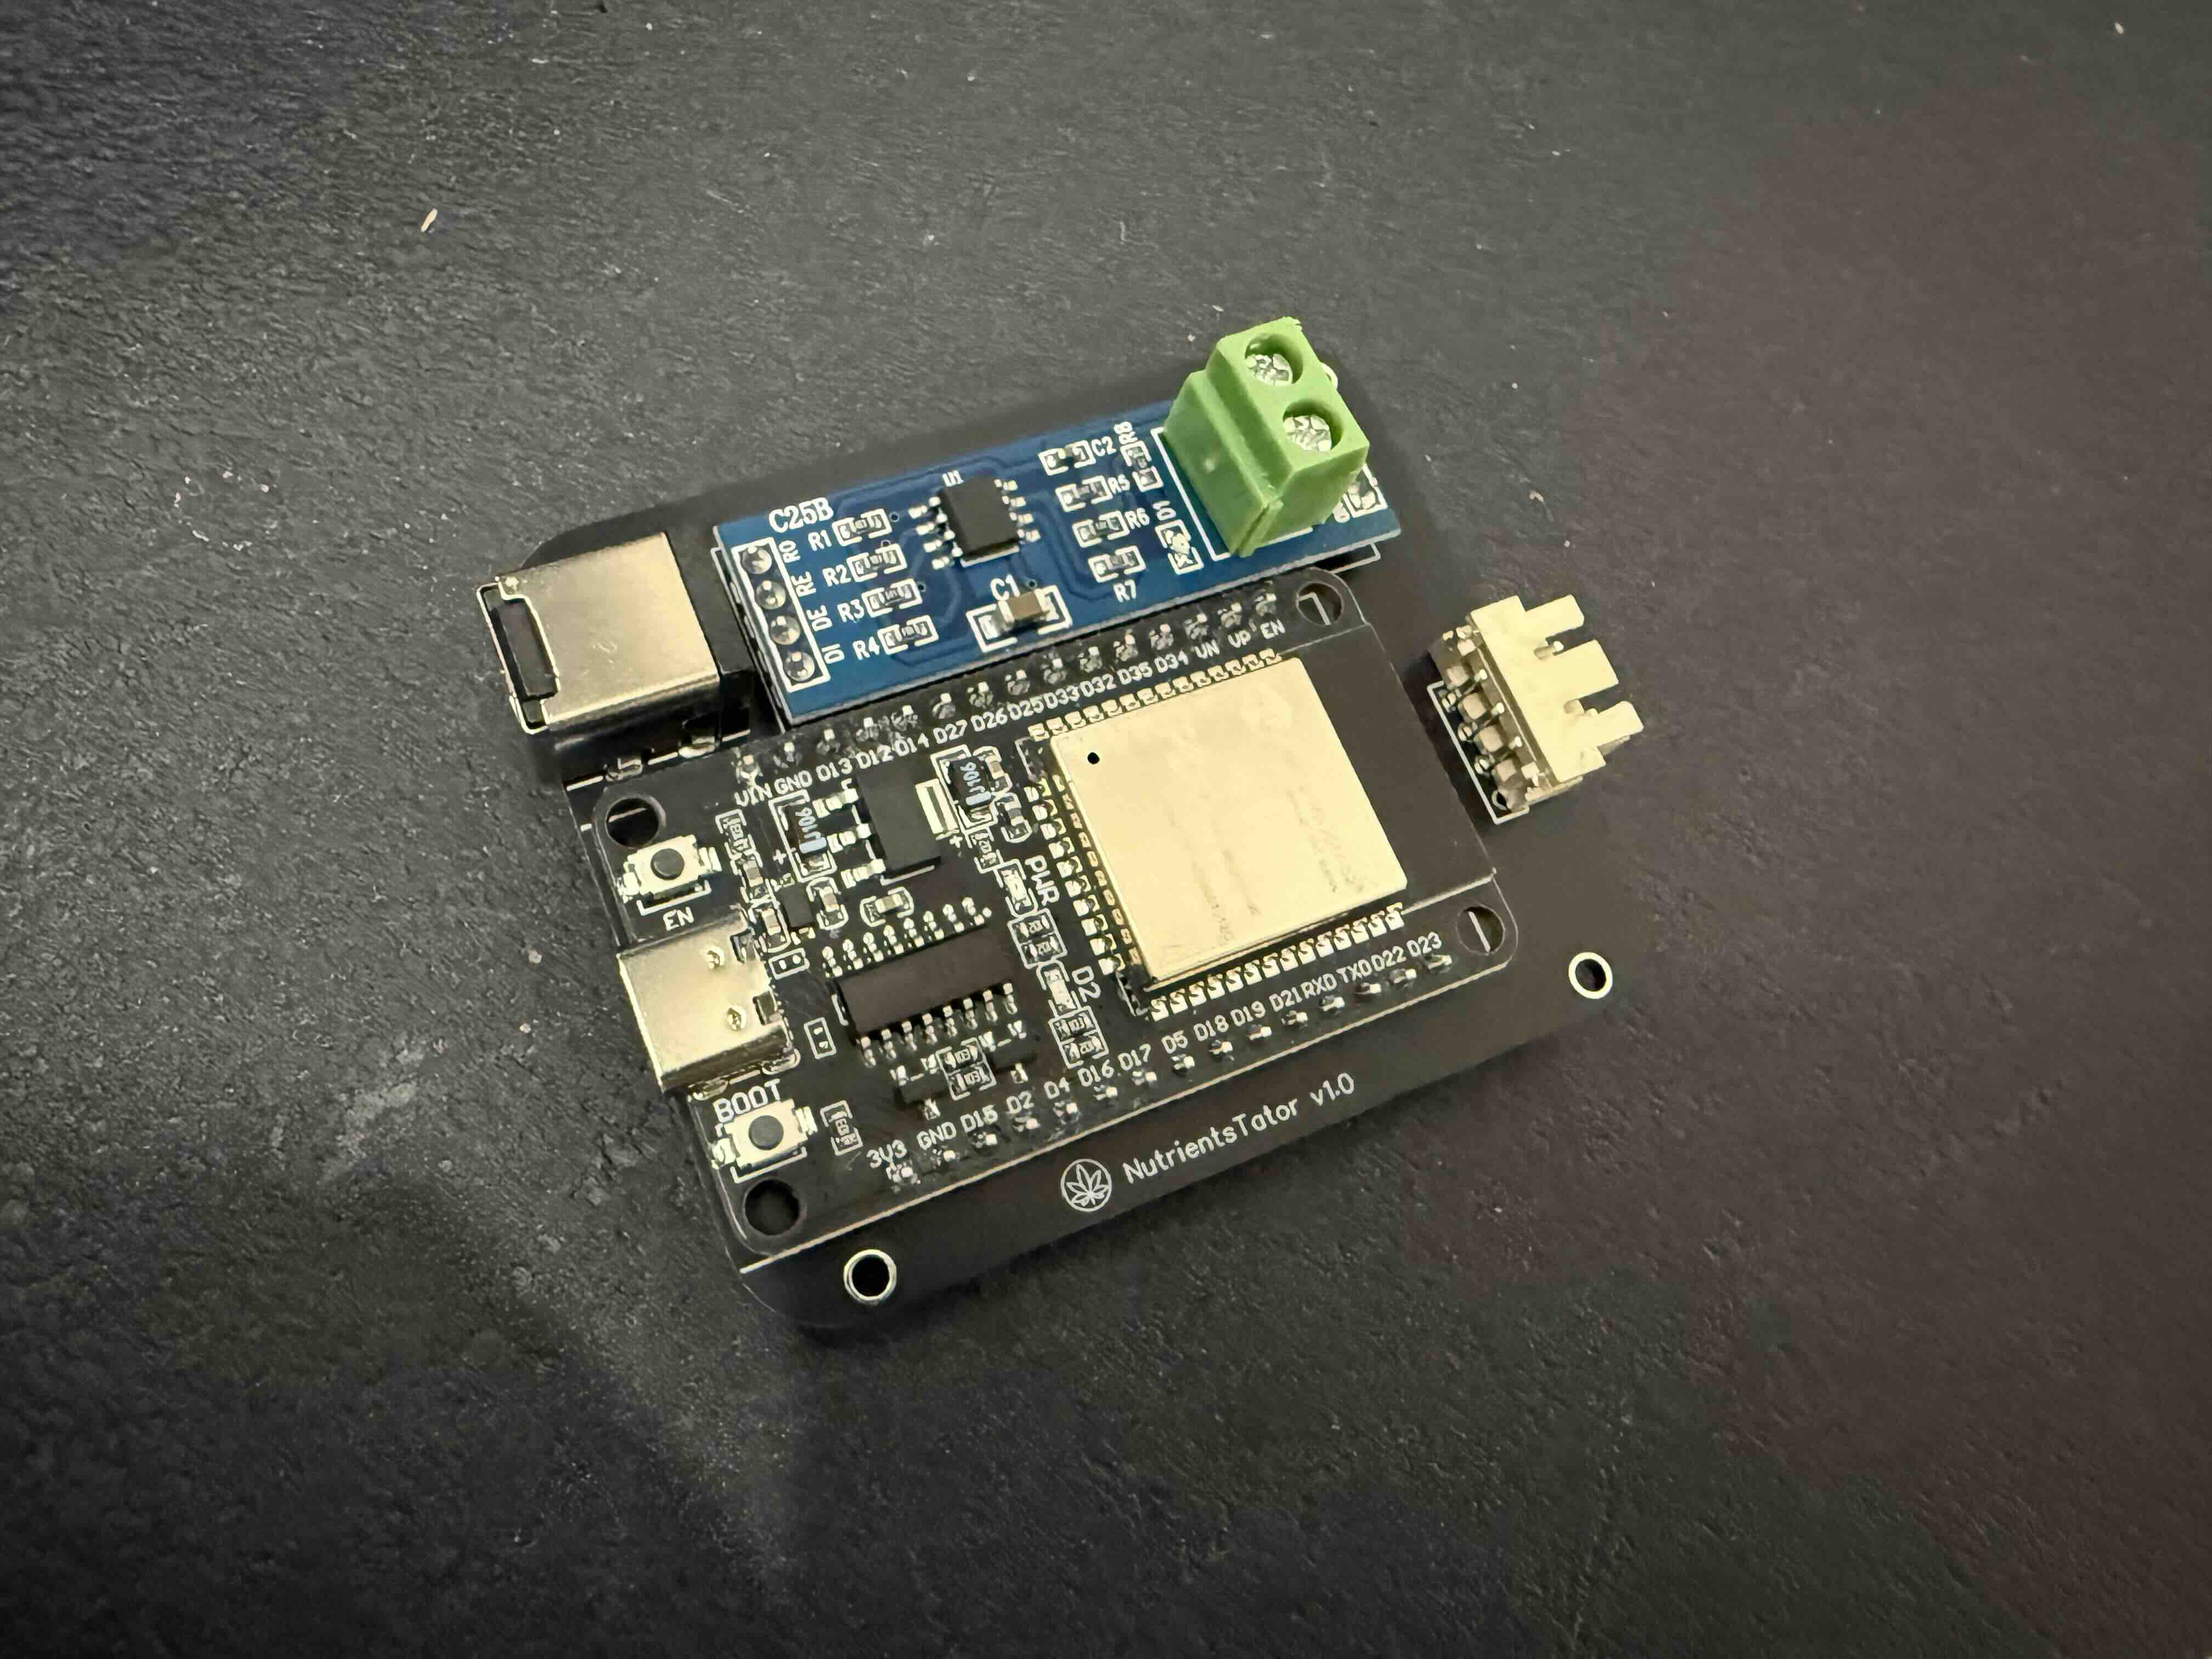 C25B
U1
C2
R8
R1
R5
R0
R2
R6
D1
RE
R3
C1
R7
DE
R4
DI
VIN GND D13 D12 D14 D27 D26 D25 D33 D32 D35 D34 VN VP EN
106
106
PWR
EN
D2
BOOT
3V3 GND D15 D2 D4 D16 D17 D5 D18 D19 D21 RXD TXD D22 D23
NutrientsTator v1.0